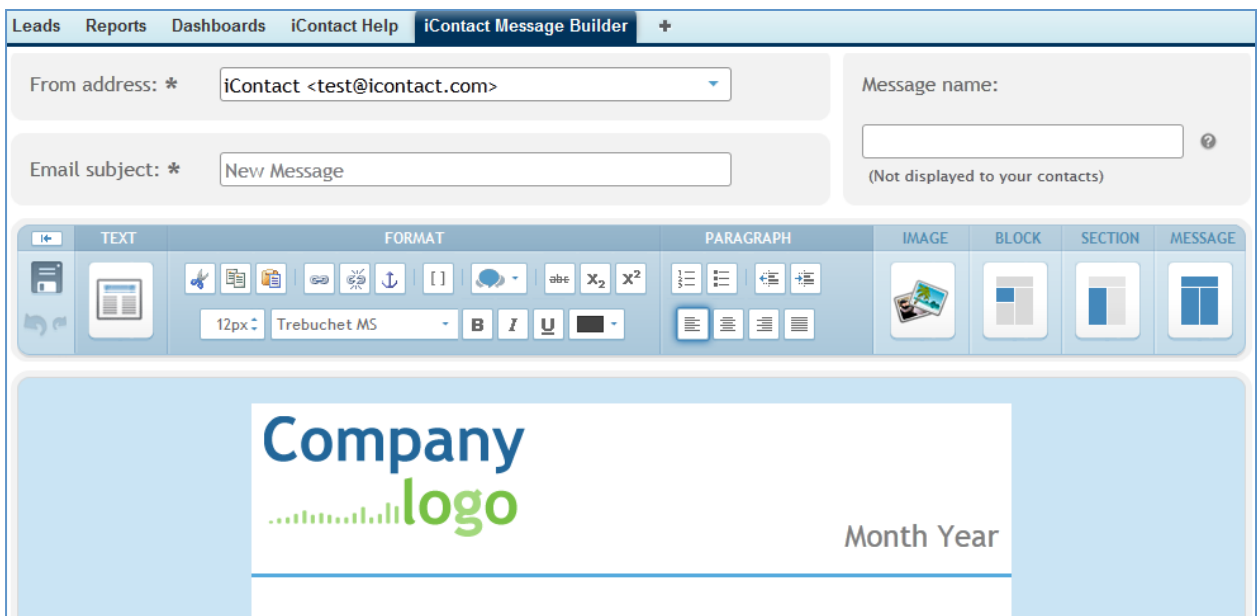 Leads Reports Dashboards iContact Help iContact Message Builder +
From address: * iContact <test@icontact.com>
Message name:
Email subject: * New Message
(Not displayed to your contacts)
TEXT FORMAT PARAGRAPH IMAGE BLOCK SECTION MESSAGE
[ ] abc X₂ X²
12px Trebuchet MS B I U
Company
logo
Month Year